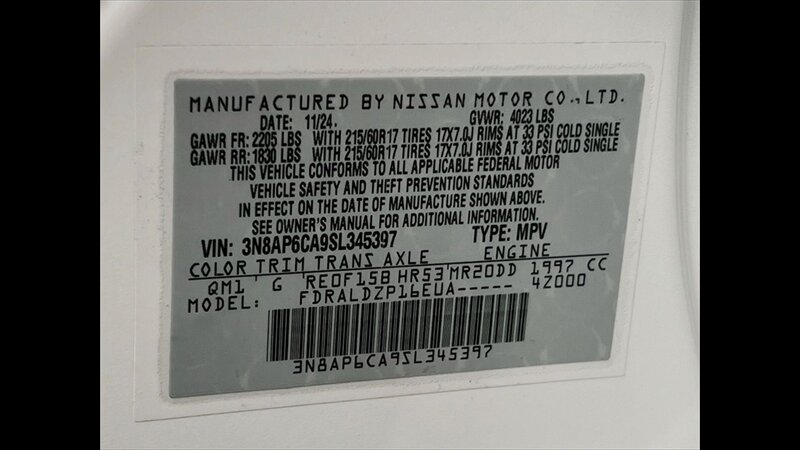 MANUFACTURED BY NISSAN MOTOR CO., LTD.
DATE: 11/24. GVWR: 4023 LBS
GAWR FR: 2205 LBS WITH 215/60R17 TIRES 17X7.0J RIMS AT 33 PSI COLD SINGLE
GAWR RR: 1830 LBS WITH 215/60R17 TIRES 17X7.0J RIMS AT 33 PSI COLD SINGLE
THIS VEHICLE CONFORMS TO ALL APPLICABLE FEDERAL MOTOR
VEHICLE SAFETY AND THEFT PREVENTION STANDARDS
IN EFFECT ON THE DATE OF MANUFACTURE SHOWN ABOVE.
SEE OWNER'S MANUAL FOR ADDITIONAL INFORMATION.
VIN: 3N8AP6CA9SL345397 TYPE: MPV
COLOR TRIM TRANS AXLE ENGINE
QM1 G RE0F15B HR53 MR20DD 1997 CC
MODEL: FDRALDZP16EUA----- 4Z000
3N8AP6CA9SL345397